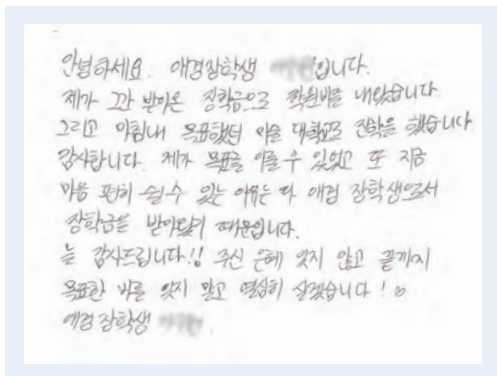 안녕하세요. 애경장학생 입니다.
제가 그간 받아온 장학금으로 학원비를 내왔습니다.
그리고 마침내 목표했던 서울 대학교로 진학을 했습니다
감사합니다. 제가 목표를 이룰 수 있었고 또 지금
마음 편히 쉴 수 있는 이유는 다 애경 장학생으로서
장학금을 받아왔기 때문입니다.
늘 감사드립니다!! 주신 은혜 잊지 않고 끝까지
목표한 바를 잊지 말고 열심히 살겠습니다!
애경 장학생